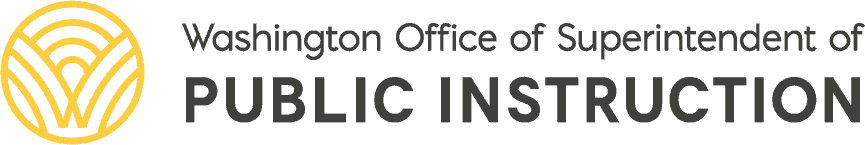 Washington Office of Superintendent of
PUBLIC INSTRUCTION